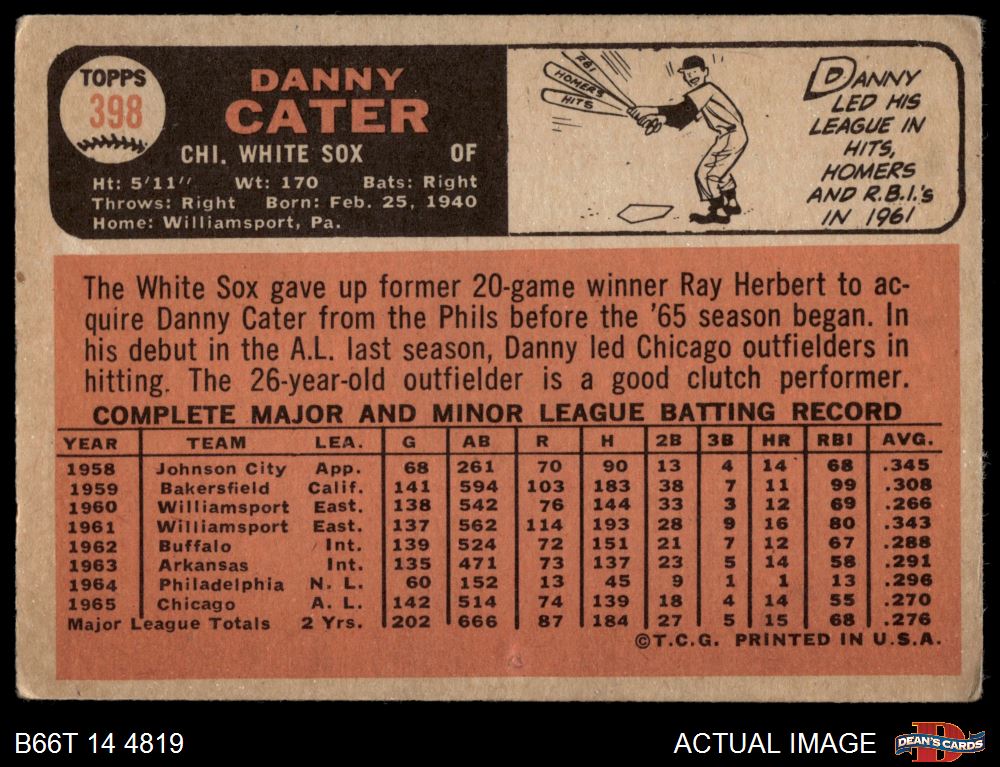 TOPPS
398
DANNY
CATER
CHI. WHITE SOX OF
Ht: 5'11" Wt: 170 Bats: Right
Throws: Right Born: Feb. 25, 1940
Home: Williamsport, Pa.
RBI
HOMERS
HITS
DANNY
LED HIS
LEAGUE IN
HITS,
HOMERS
AND R.B.I.'s
IN 1961
The White Sox gave up former 20-game winner Ray Herbert to ac-
quire Danny Cater from the Phils before the '65 season began. In
his debut in the A.L. last season, Danny led Chicago outfielders in
hitting. The 26-year-old outfielder is a good clutch performer.
COMPLETE MAJOR AND MINOR LEAGUE BATTING RECORD
YEAR TEAM LEA. G AB R H 2B 3B HR RBI AVG.
1958 Johnson City App. 68 261 70 90 13 4 14 68 .345
1959 Bakersfield Calif. 141 594 103 183 38 7 11 99 .308
1960 Williamsport East. 138 542 76 144 33 3 12 69 .266
1961 Williamsport East. 137 562 114 193 28 9 16 80 .343
1962 Buffalo Int. 139 524 72 151 21 7 12 67 .288
1963 Arkansas Int. 135 471 73 137 23 5 14 58 .291
1964 Philadelphia N. L. 60 152 13 45 9 1 1 13 .296
1965 Chicago A. L. 142 514 74 139 18 4 14 55 .270
Major League Totals 2 Yrs. 202 666 87 184 27 5 15 68 .276
©T.C.G. PRINTED IN U.S.A.
B66T 14 4819
ACTUAL IMAGE
D
DEAN'S CARDS